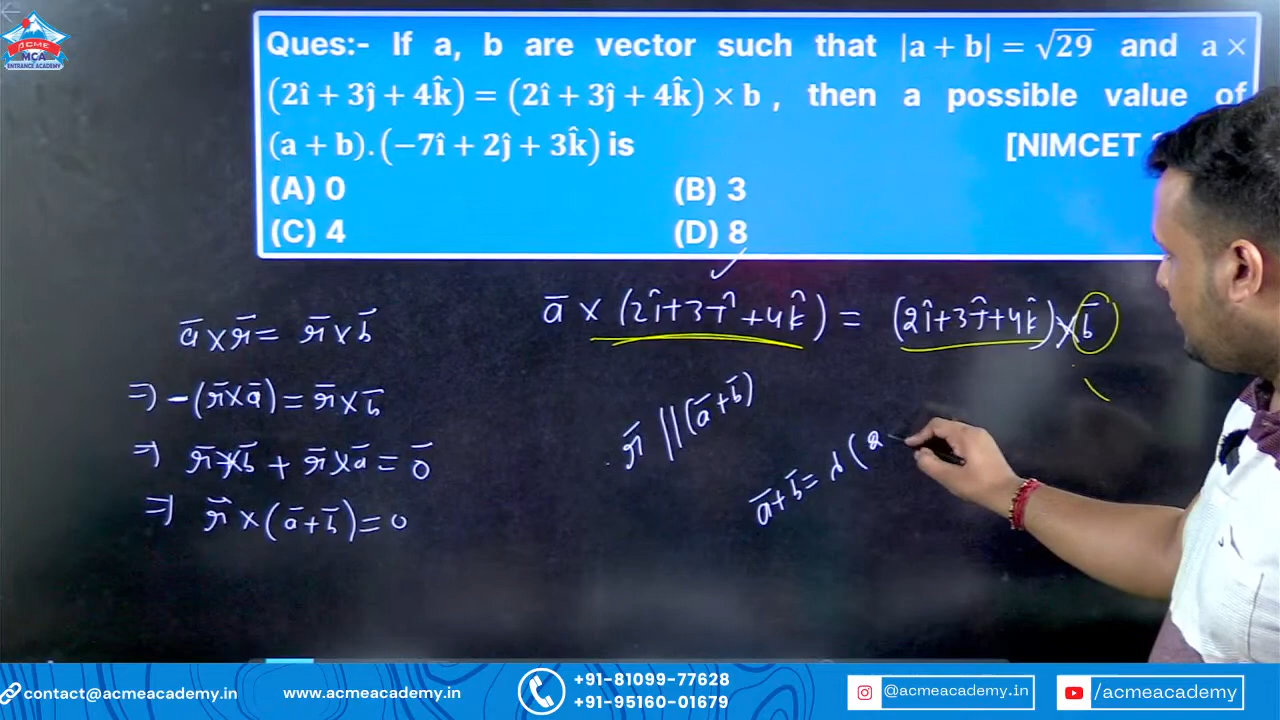 ACME
MCA
ENTRANCE ACADEMY
Ques:- If a, b are vector such that |a + b| = √29 and a ×
(2î + 3ĵ + 4k̂) = (2î + 3ĵ + 4k̂) × b , then a possible value of
(a + b). (−7î + 2ĵ + 3k̂) is [NIMCET
(A) 0 (B) 3
(C) 4 (D) 8
ā × (2î+3ĵ+4k̂) = (2î+3ĵ+4k̂)×b̄
ā×r̄ = r̄×b̄
⇒ -(r̄×ā) = r̄×b̄
⇒ r̄×b̄ + r̄×ā = 0̄
⇒ r̄×(ā+b̄) = 0
r̄ ||(ā+b̄)
ā+b̄ = λ(2
contact@acmeacademy.in
www.acmeacademy.in
+91-81099-77628
+91-95160-01679
@acmeacademy.in
/acmeacademy